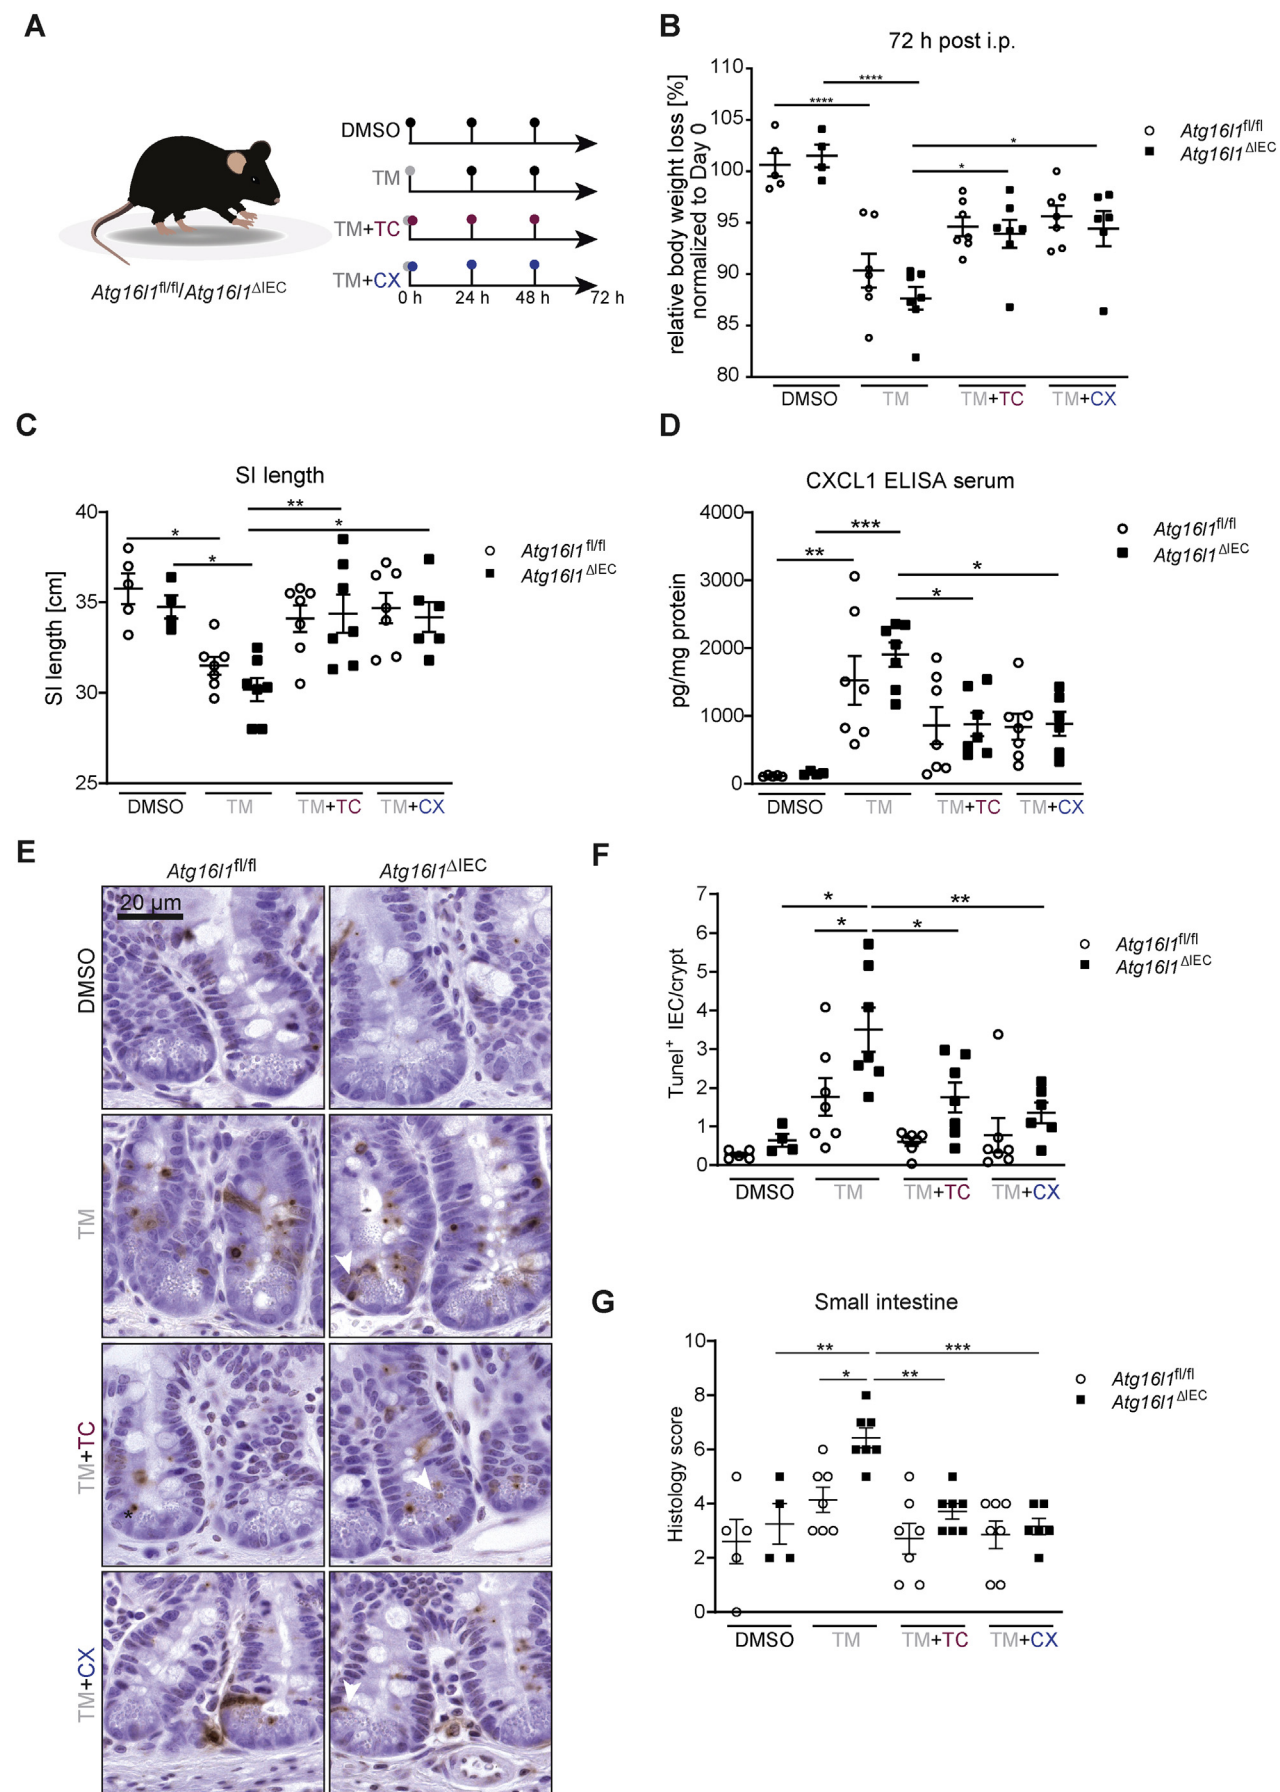 A
DMSO
TM
TM+TC
TM+CX
0 h 24 h 48 h 72 h
Atg16l1fl/fl/Atg16l1ΔIEC
B
72 h post i.p.
relative body weight loss [%]
normalized to Day 0
110
105
100
95
90
85
80
****
****
*
*
DMSO TM TM+TC TM+CX
Atg16l1fl/fl
Atg16l1ΔIEC
C
SI length
SI length [cm]
40
35
30
25
**
*
*
*
DMSO TM TM+TC TM+CX
Atg16l1fl/fl
Atg16l1ΔIEC
D
CXCL1 ELISA serum
pg/mg protein
4000
3000
2000
1000
0
***
**
*
*
DMSO TM TM+TC TM+CX
Atg16l1fl/fl
Atg16l1ΔIEC
E
Atg16l1fl/fl Atg16l1ΔIEC
20 µm
DMSO
TM
TM+TC
*
TM+CX
F
Tunel+ IEC/crypt
7
6
5
4
3
2
1
0
* **
* *
DMSO TM TM+TC TM+CX
Atg16l1fl/fl
Atg16l1ΔIEC
G
Small intestine
Histology score
10
8
6
4
2
0
** ***
* **
DMSO TM TM+TC TM+CX
Atg16l1fl/fl
Atg16l1ΔIEC